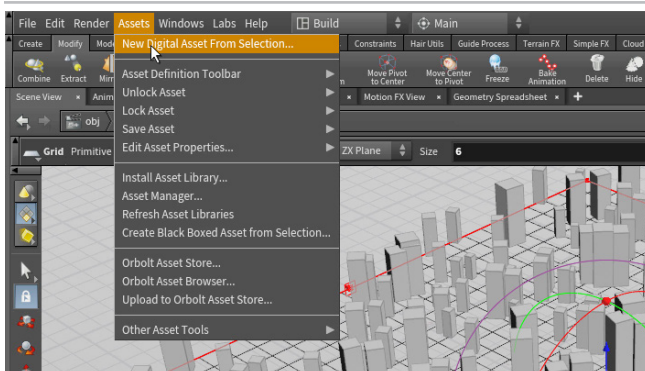 File Edit Render Assets Windows Labs Help Build Main
Create Modify Constraints Hair Utils Guide Process Terrain FX Simple FX Cloud
New Digital Asset From Selection...
Combine Extract Move Pivot to Center Move Center to Pivot Freeze Bake Animation Delete Hide
Asset Definition Toolbar
Scene View Anim Motion FX View Geometry Spreadsheet
Unlock Asset
Lock Asset
obj
Save Asset
Edit Asset Properties...
Grid Primitive ZX Plane Size 6
Install Asset Library...
Asset Manager...
Refresh Asset Libraries
Create Black Boxed Asset from Selection...
Orbolt Asset Store...
Orbolt Asset Browser...
Upload to Orbolt Asset Store...
Other Asset Tools